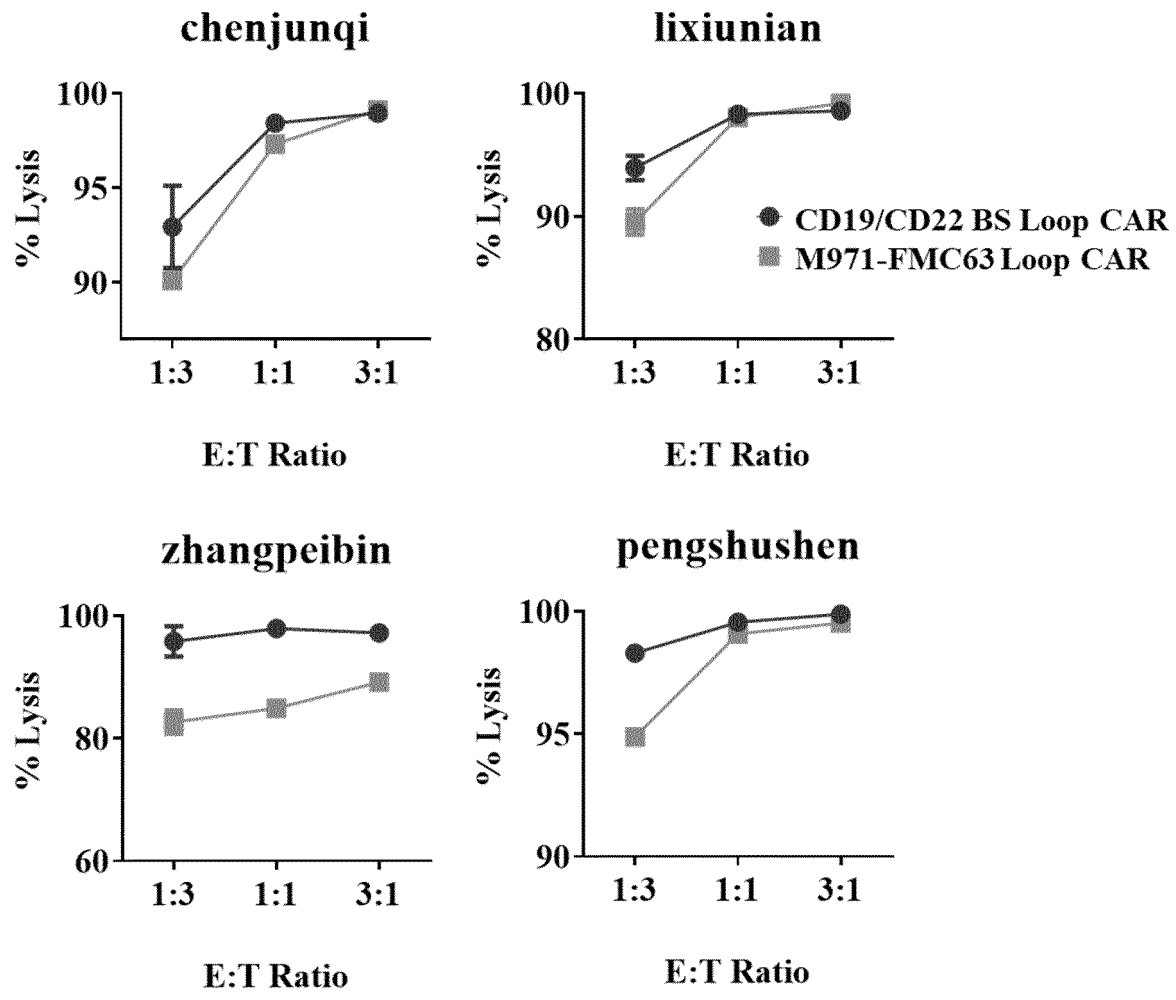 chenjunqi
% Lysis
100
95
90
1:3 1:1 3:1
E:T Ratio
lixiunian
% Lysis
100
90
80
1:3 1:1 3:1
E:T Ratio
CD19/CD22 BS Loop CAR
M971-FMC63 Loop CAR
zhangpeibin
% Lysis
100
80
60
1:3 1:1 3:1
E:T Ratio
pengshushen
% Lysis
100
95
90
1:3 1:1 3:1
E:T Ratio